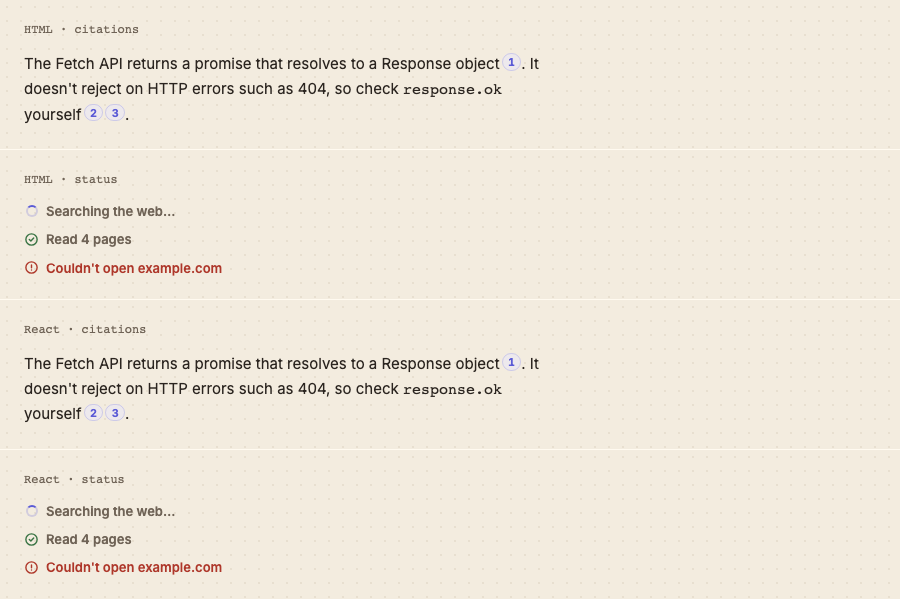 HTML · citations
The Fetch API returns a promise that resolves to a Response object 1. It
doesn't reject on HTTP errors such as 404, so check response.ok
yourself 2 3.
HTML · status
Searching the web...
Read 4 pages
Couldn't open example.com
React · citations
The Fetch API returns a promise that resolves to a Response object 1. It
doesn't reject on HTTP errors such as 404, so check response.ok
yourself 2 3.
React · status
Searching the web...
Read 4 pages
Couldn't open example.com